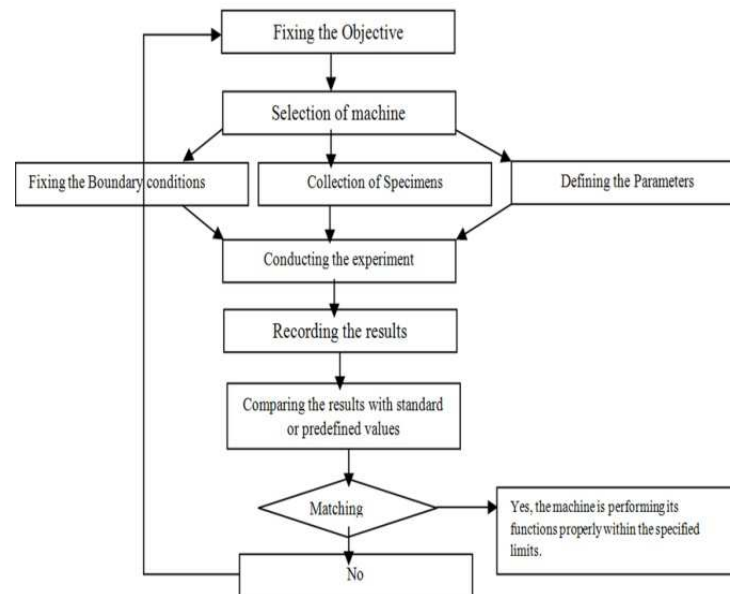 Fixing the Objective
Selection of machine
Fixing the Boundary conditions
Collection of Specimens
Defining the Parameters
Conducting the experiment
Recording the results
Comparing the results with standard
or predefined values
Matching
Yes, the machine is performing its
functions properly within the specified
limits.
No